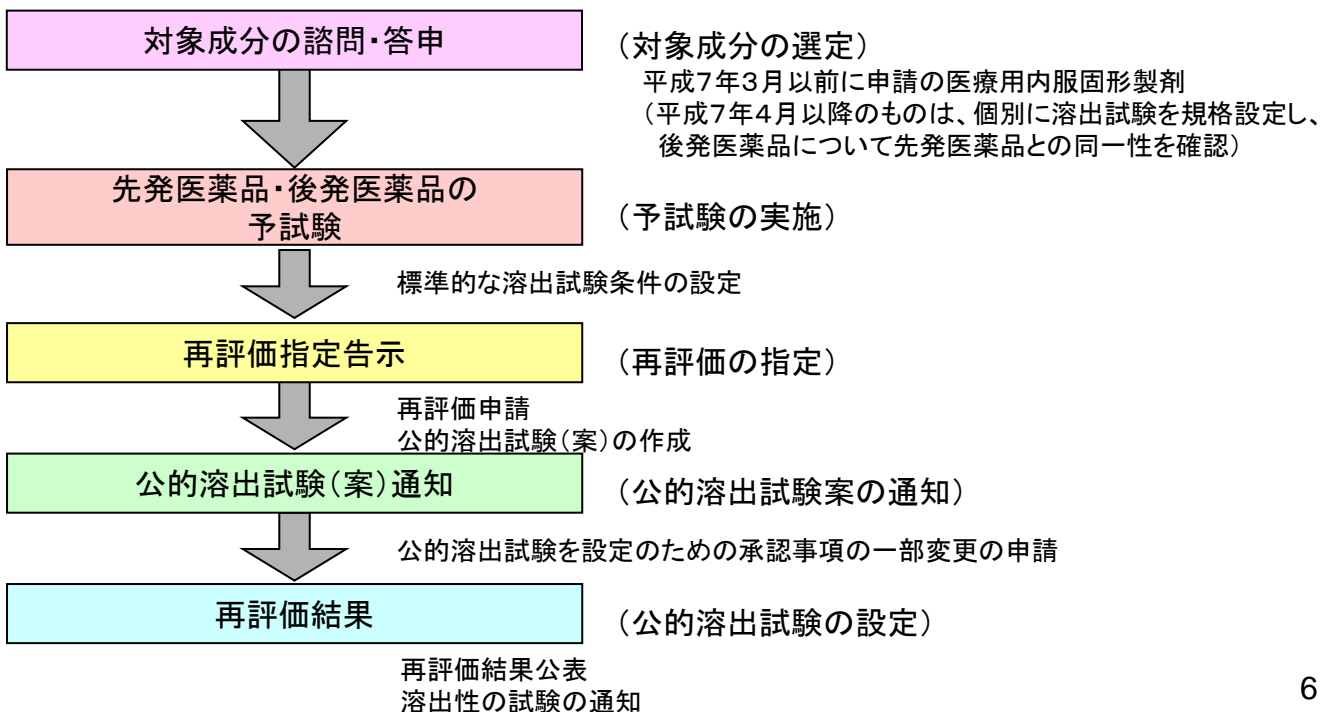 対象成分の諮問・答申
（対象成分の選定）
平成7年3月以前に申請の医療用内服固形製剤
（平成7年4月以降のものは、個別に溶出試験を規格設定し、
後発医薬品について先発医薬品との同一性を確認）
先発医薬品・後発医薬品の
予試験
（予試験の実施）
標準的な溶出試験条件の設定
再評価指定告示
（再評価の指定）
再評価申請
公的溶出試験（案）の作成
公的溶出試験（案）通知
（公的溶出試験案の通知）
公的溶出試験を設定のための承認事項の一部変更の申請
再評価結果
（公的溶出試験の設定）
再評価結果公表
溶出性の試験の通知
6